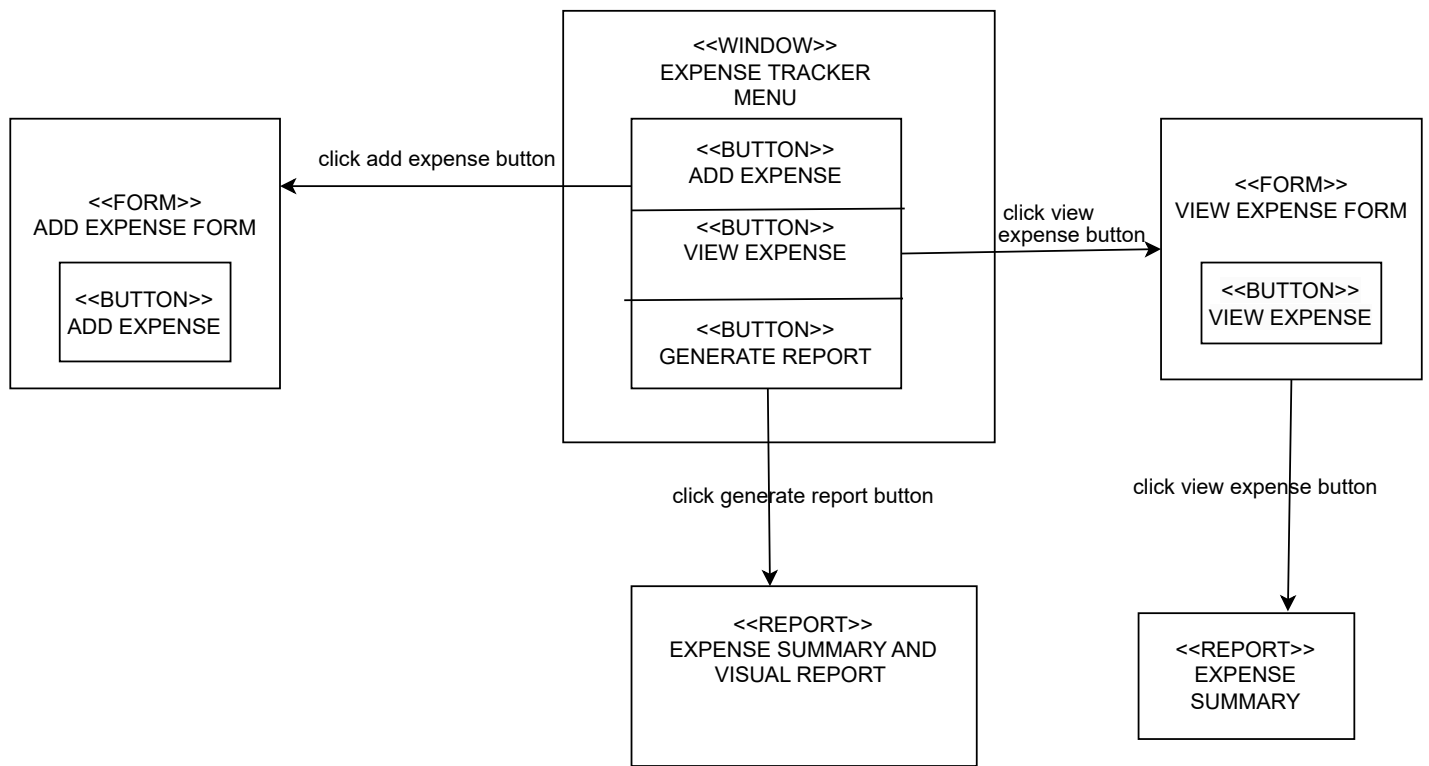 <<WINDOW>>
EXPENSE TRACKER
MENU
<<BUTTON>>
ADD EXPENSE
<<BUTTON>>
VIEW EXPENSE
<<BUTTON>>
GENERATE REPORT
click add expense button
<<FORM>>
ADD EXPENSE FORM
<<BUTTON>>
ADD EXPENSE
click view
expense button
<<FORM>>
VIEW EXPENSE FORM
<<BUTTON>>
VIEW EXPENSE
click generate report button
click view expense button
<<REPORT>>
EXPENSE SUMMARY AND
VISUAL REPORT
<<REPORT>>
EXPENSE
SUMMARY